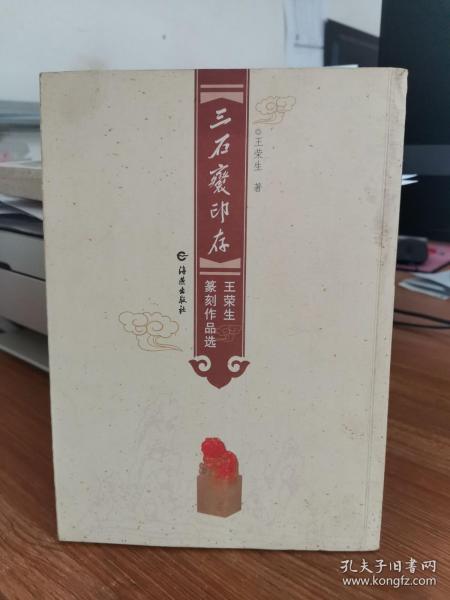 三石褱印存
◎王荣生 著
王荣生
篆刻作品选
海燕出版社
孔夫子旧书网
www.kongfz.com